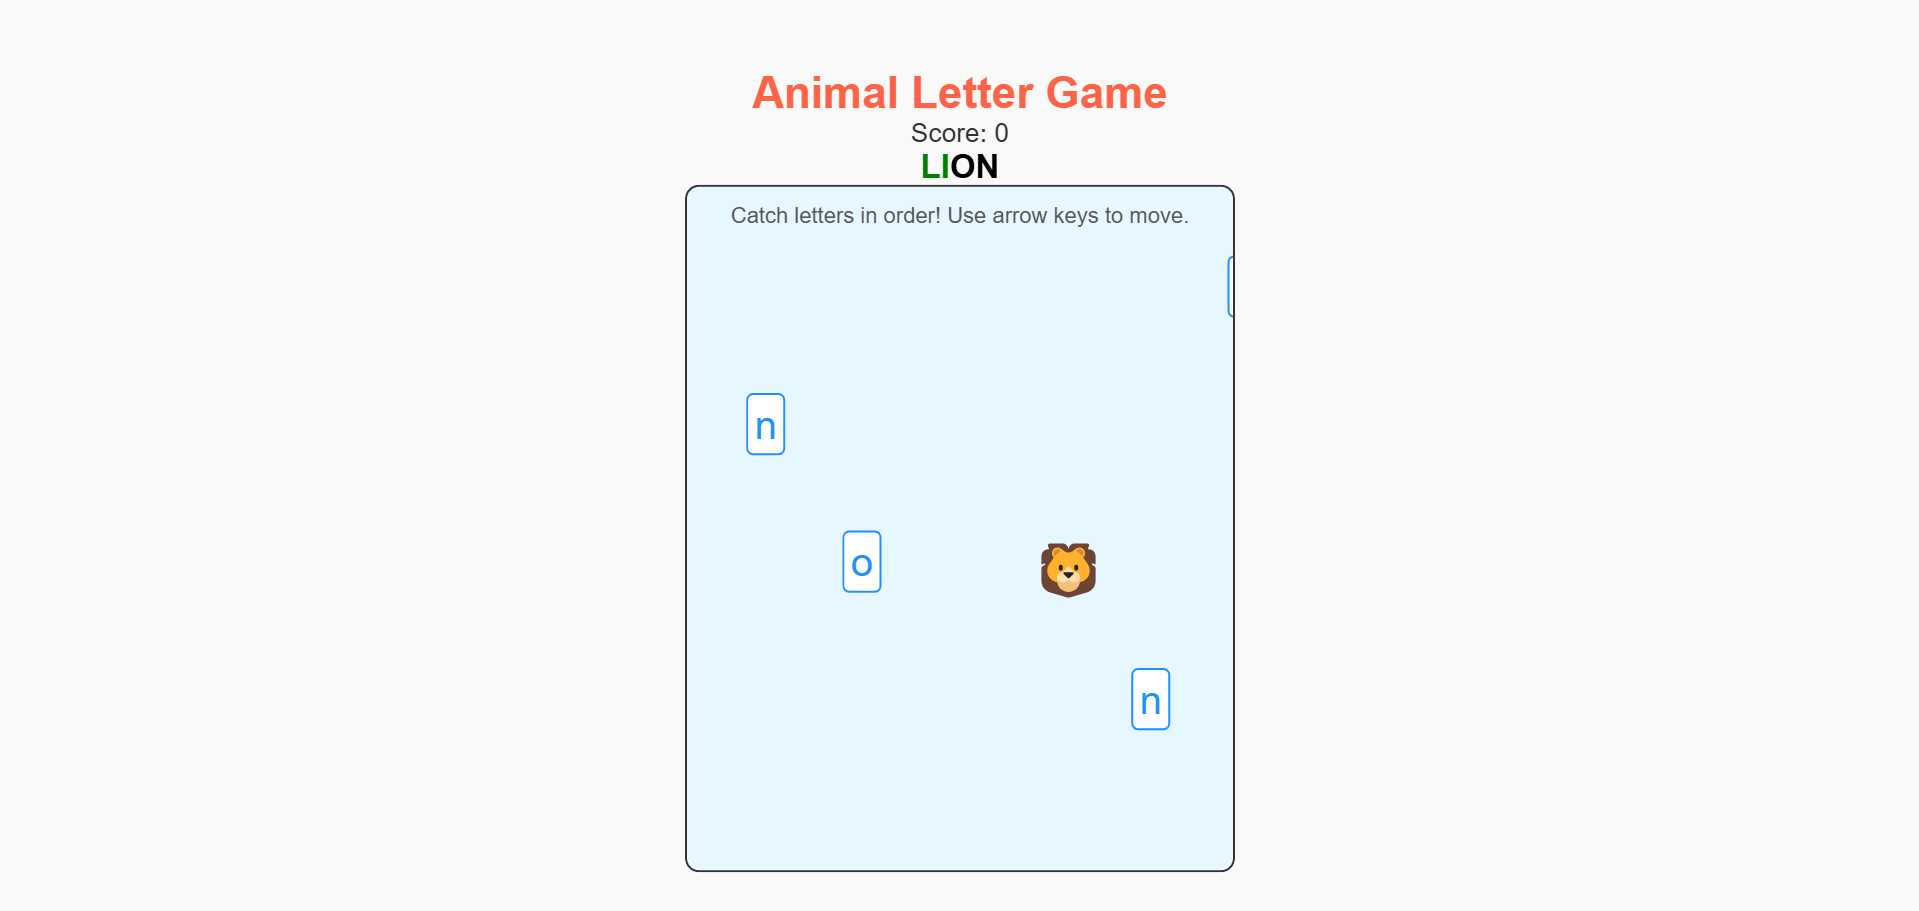 Animal Letter Game
Score: 0
LION
Catch letters in order! Use arrow keys to move.
n
o
n